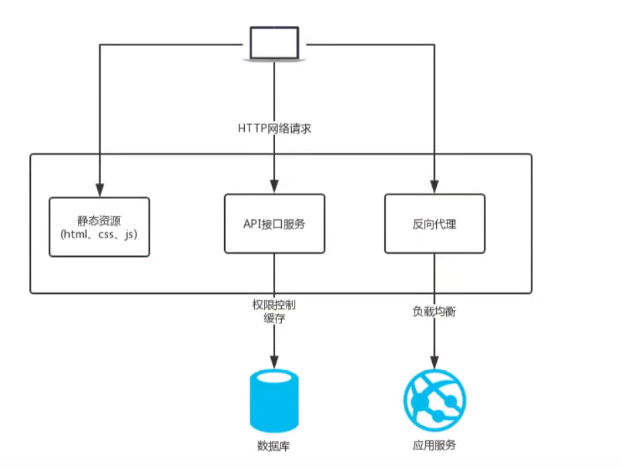 HTTP网络请求
静态资源
(html、css、js)
API接口服务
反向代理
权限控制
缓存
负载均衡
数据库
应用服务